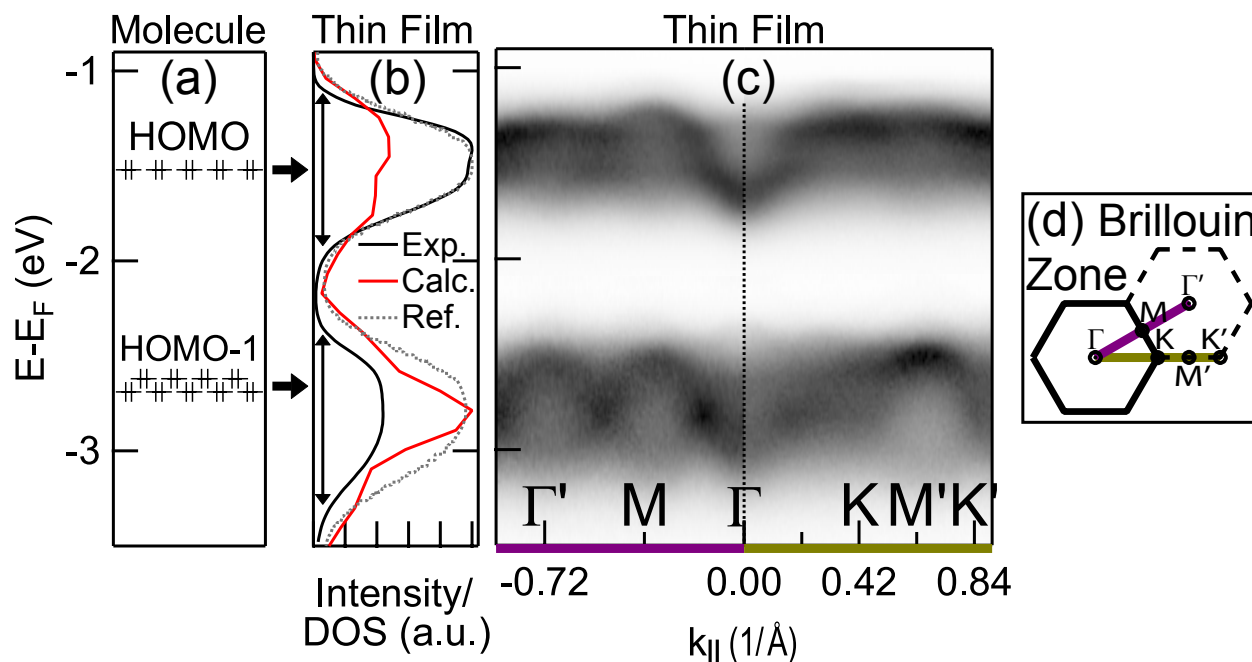 Molecule
Thin Film
Thin Film
(a)
(b)
(c)
-1
-2
-3
E-E_F (eV)
HOMO
HOMO-1
Exp.
Calc.
Ref.
Intensity/
DOS (a.u.)
Γ' M Γ K M' K'
-0.72 0.00 0.42 0.84
k_|| (1/Å)
(d) Brillouin
Zone
Γ'
M
Γ K K'
M'